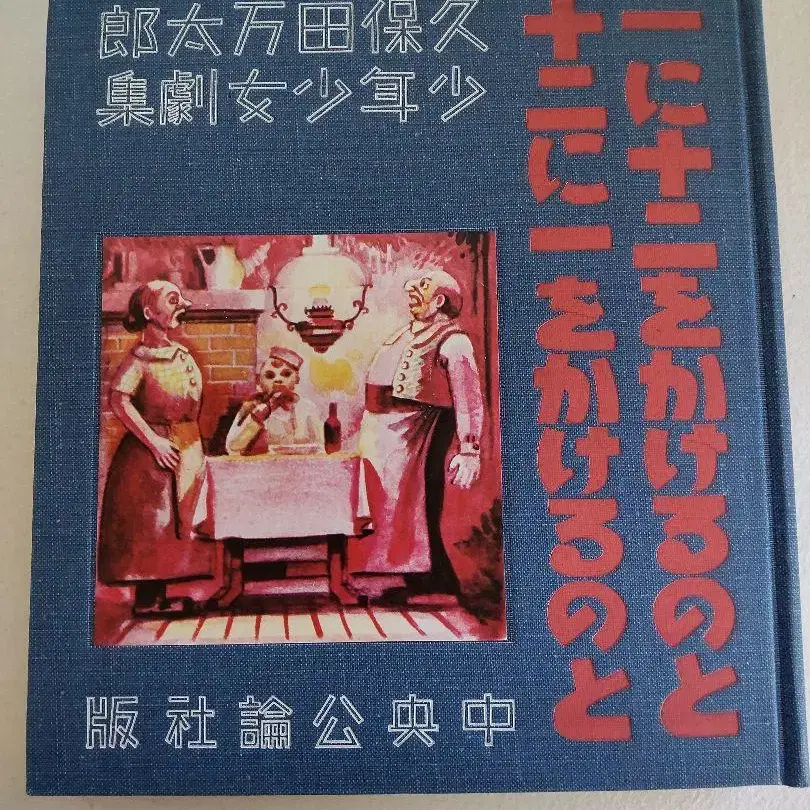 一に十二をかけるのと
十二に一をかけるのと
久保田万太郎
少年少女劇集
中央公論社版